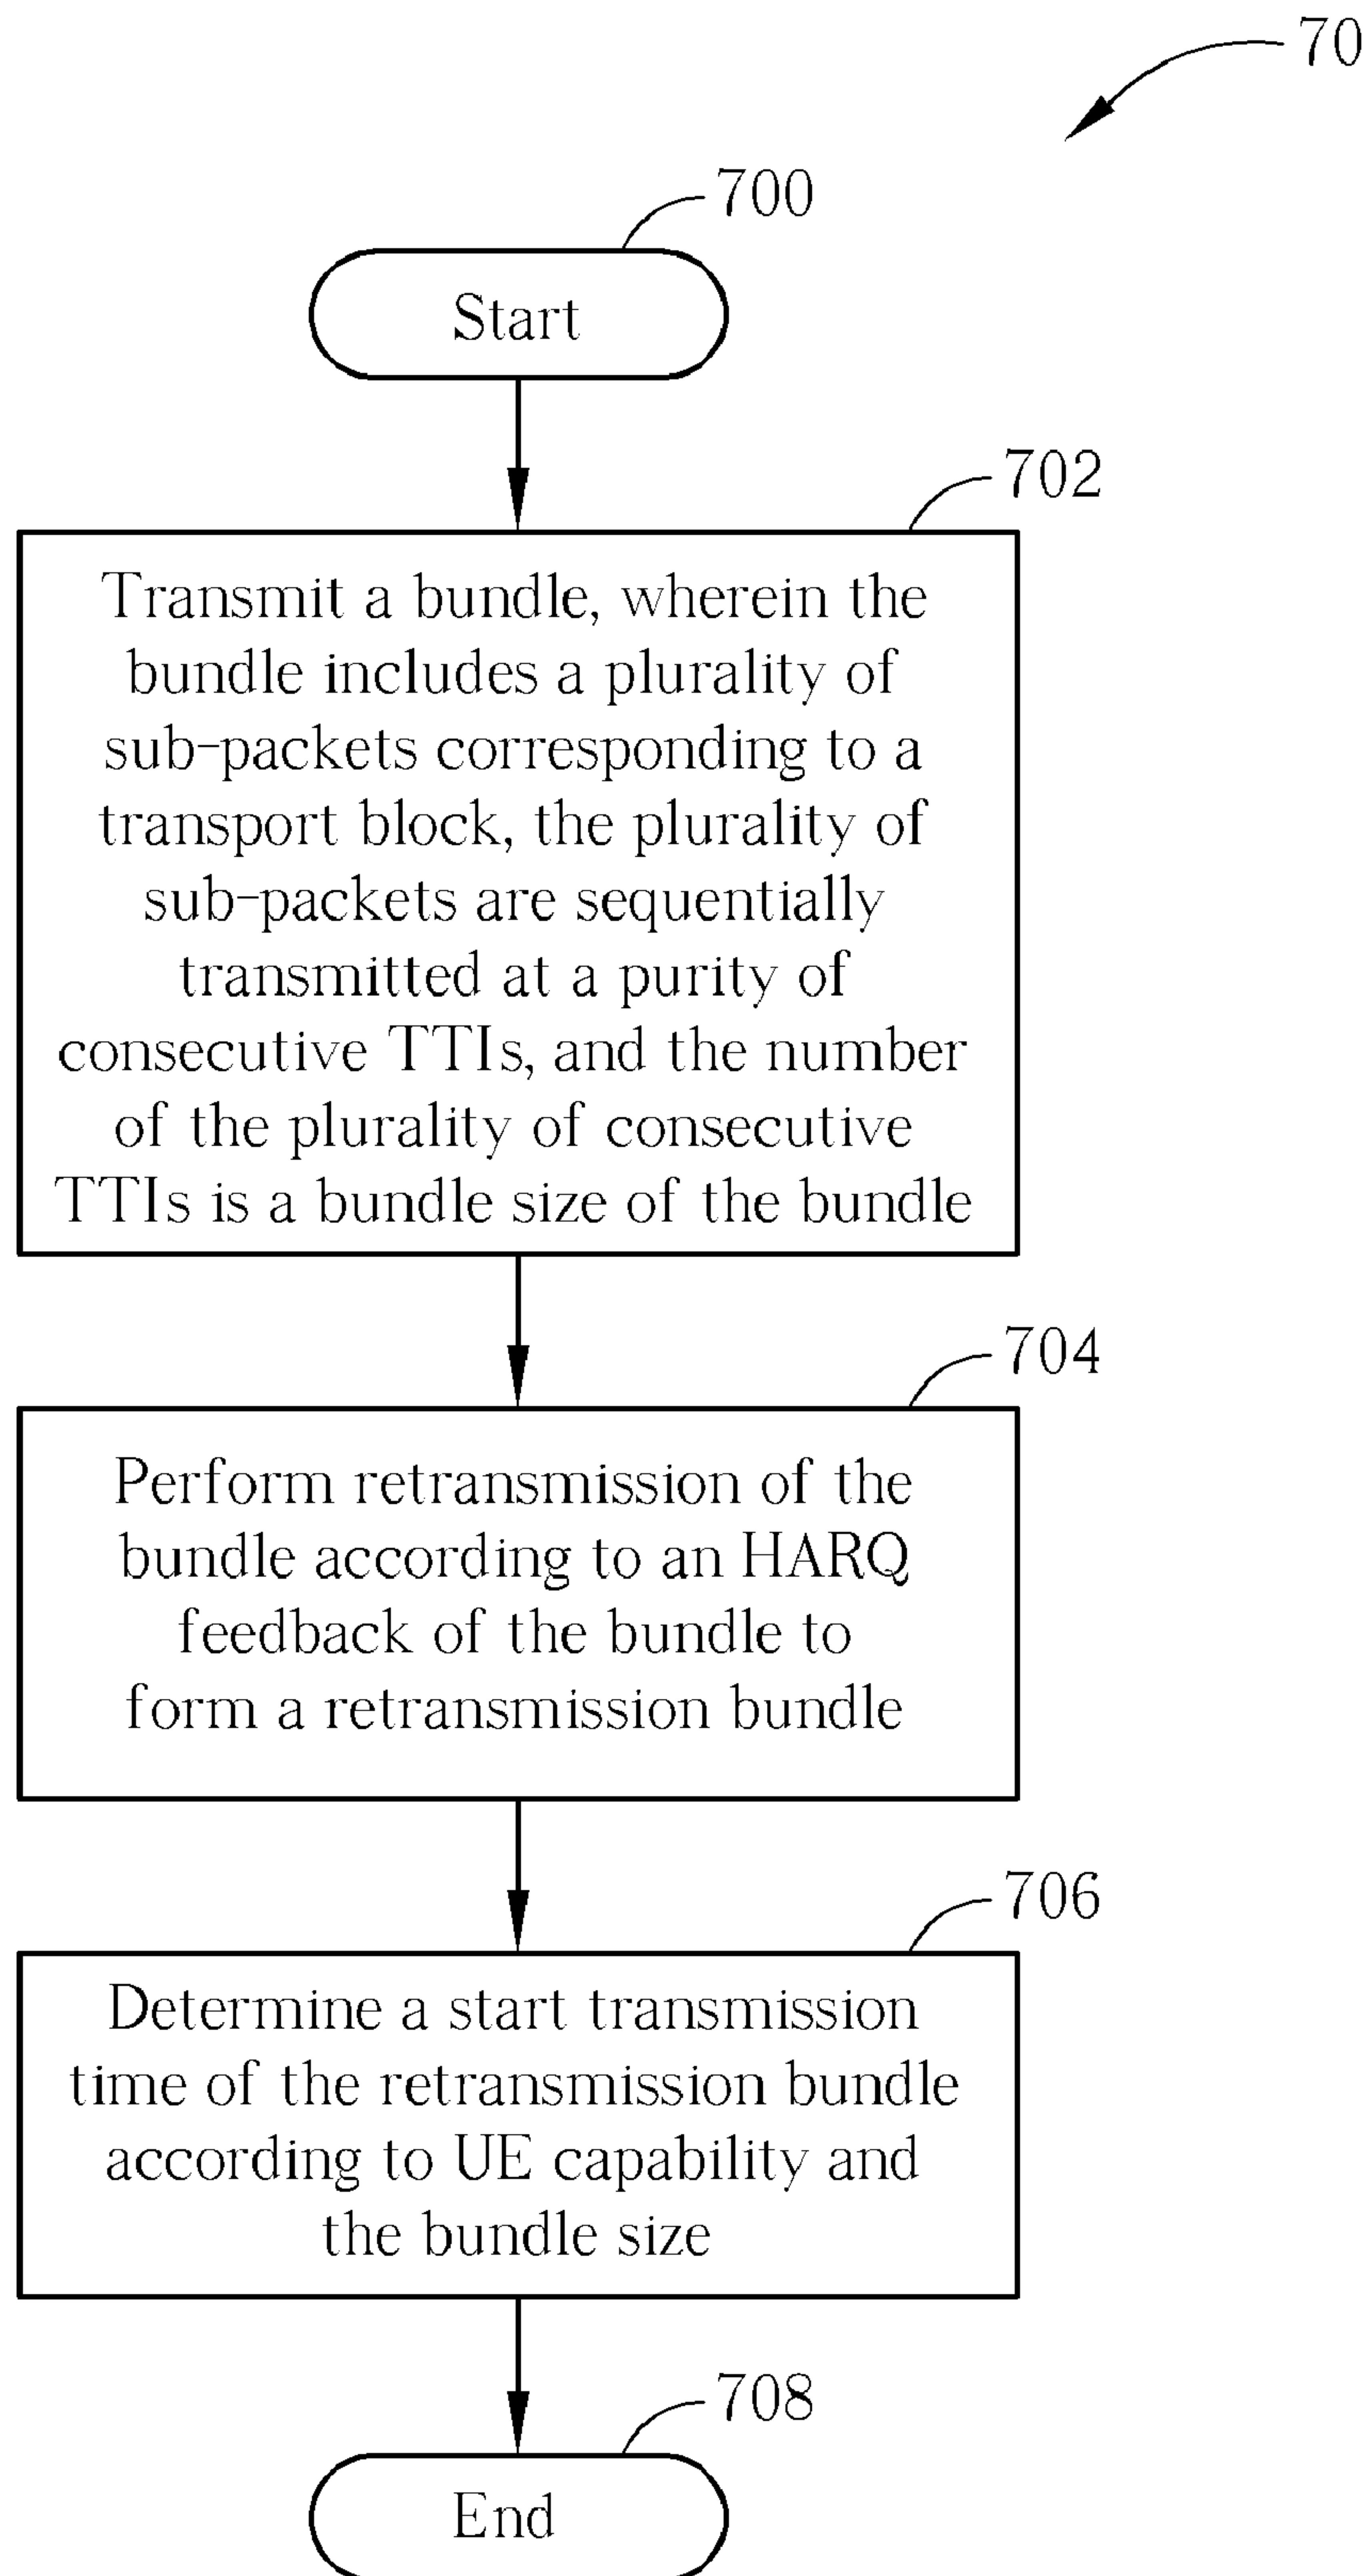 70
700
Start
702
Transmit a bundle, wherein the
bundle includes a plurality of
sub-packets corresponding to a
transport block, the plurality of
sub-packets are sequentially
transmitted at a purity of
consecutive TTIs, and the number
of the plurality of consecutive
TTIs is a bundle size of the bundle
704
Perform retransmission of the
bundle according to an HARQ
feedback of the bundle to
form a retransmission bundle
706
Determine a start transmission
time of the retransmission bundle
according to UE capability and
the bundle size
708
End